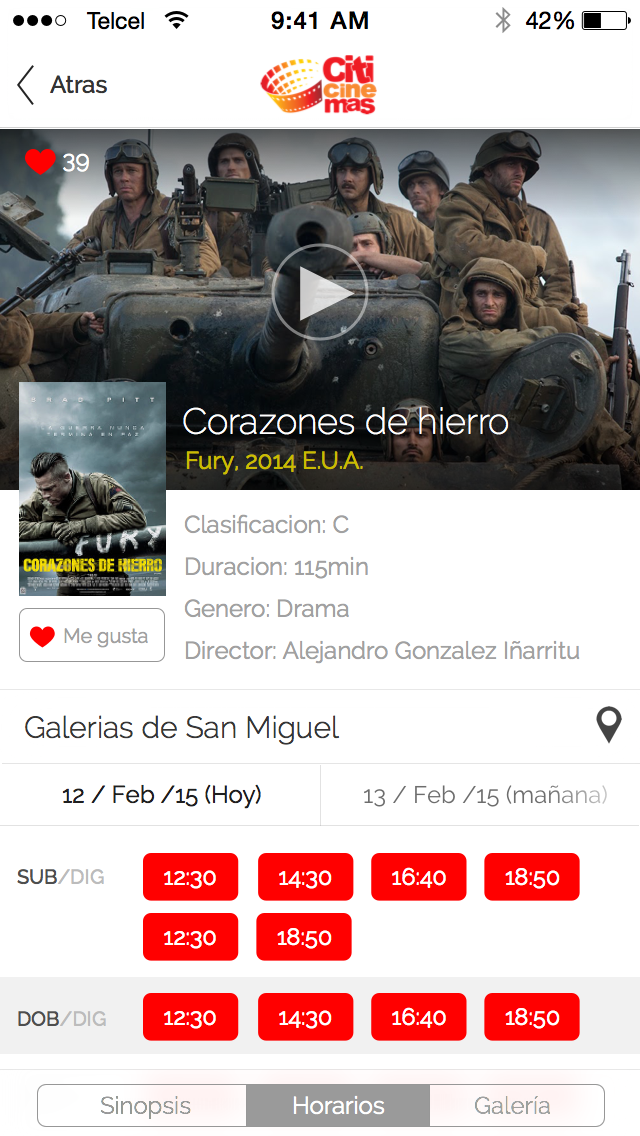 Telcel 9:41 AM 42%
Atras
Citi
cine
mas
39
BRAD PITT
LA GUERRA NUNCA
TERMINA EN PAZ
FURY
CORAZONES DE HIERRO
Corazones de hierro
Fury, 2014 E.U.A.
Clasificacion: C
Duracion: 115min
Genero: Drama
Me gusta
Director: Alejandro Gonzalez Iñarritu
Galerias de San Miguel
12 / Feb /15 (Hoy) 13 / Feb /15 (mañana)
SUB/DIG 12:30 14:30 16:40 18:50
12:30 18:50
DOB/DIG 12:30 14:30 16:40 18:50
Sinopsis Horarios Galería